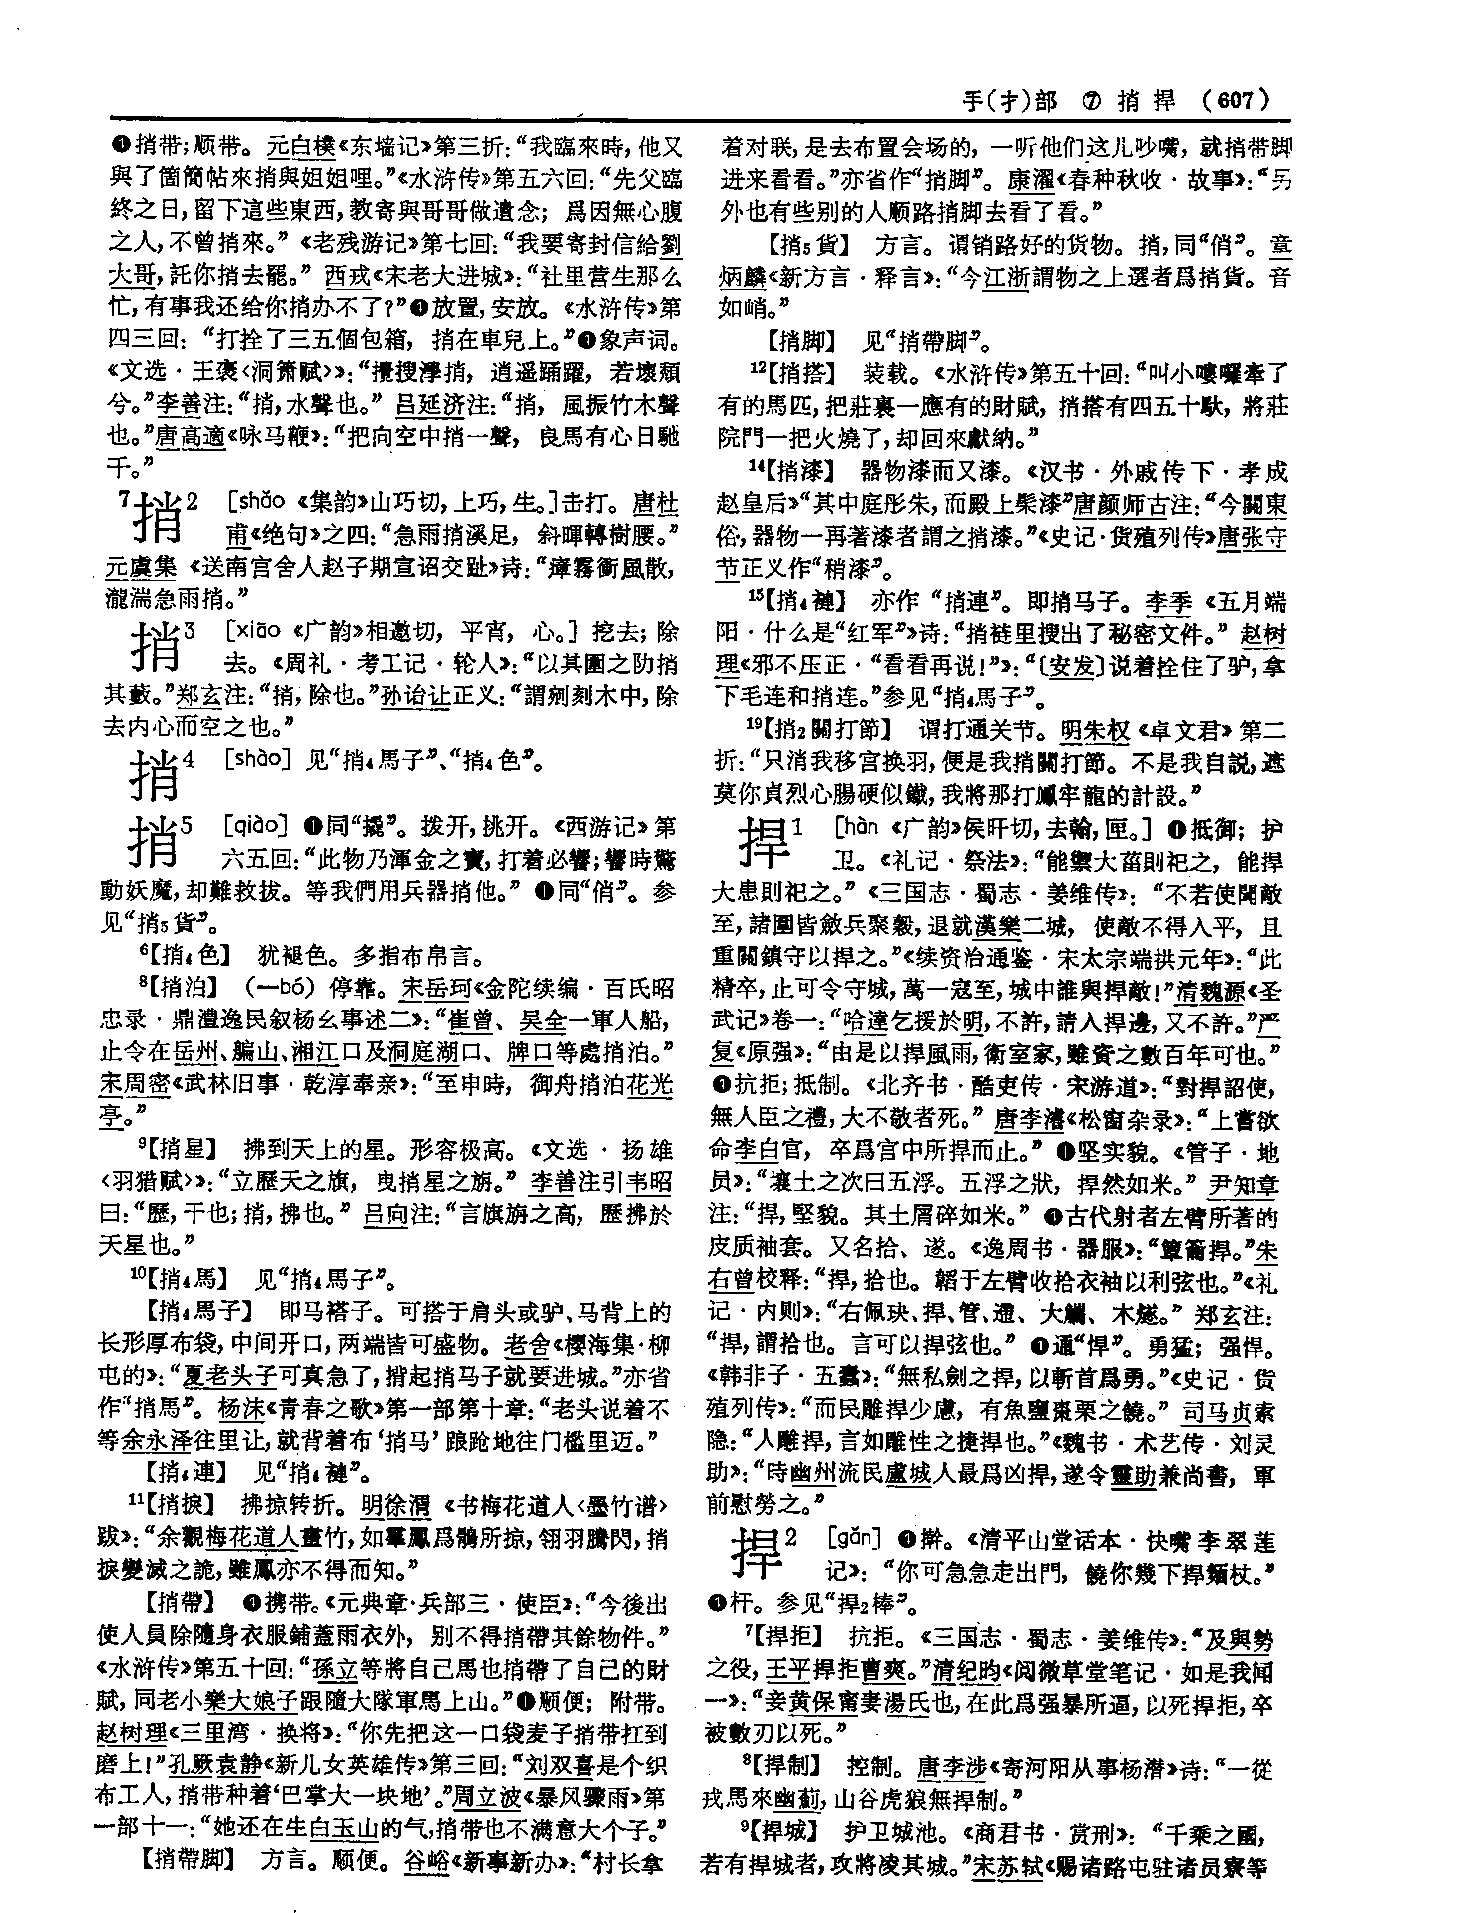 手(扌)部 ⑦ 捎 捍 (607)
捎带;顺带。元白樸《东墙记》第三折:“我臨來時,他又
與了箇簡帖來捎與姐姐哩。”《水浒传》第五六回:“先父臨
終之日,留下這些東西,教寄與哥哥做遺念; 爲因無心腹
之人,不曾捎來。”《老残游记》第七回:“我要寄封信給劉
大哥,託你捎去罷。” 西戎《宋老大进城》:“社里营生那么
忙,有事我还给你捎办不了?”放置,安放。《水浒传》第
四三回: “打拴了三五個包箱, 捎在車兒上。”象声词。
《文选·王褒〈洞箫赋〉》:“攪搜㶅捎, 逍遥踊躍, 若壞頹
兮。”李善注:“捎,水聲也。” 吕延济注:“捎, 風振竹木聲
也。”唐高適《咏马鞭》:“把向空中捎一聲, 良馬有心日馳
千。”
7捎2 [shāo 《集韵》山巧切,上巧,生。]击打。唐杜
甫《绝句》之四:“急雨捎溪足, 斜暉轉樹腰。”
元虞集 《送南宫舍人赵子期宣诏交趾》诗:“瘴霧衝風散,
瀧湍急雨捎。”
捎3 [xiāo 《广韵》相邀切, 平宵, 心。] 挖去;除
去。《周礼·考工记·轮人》:“以其圍之阞捎
其藪。”郑玄注:“捎,除也。”孙诒让正义:“謂剜刻木中,除
去内心而空之也。”
捎4 [shào] 见“捎₄馬子”、“捎₄色”。
捎5 [qiào] 同“撬”。拨开,挑开。《西游记》第
六五回:“此物乃渾金之寶,打着必響;響時驚
動妖魔,却難救拔。等我們用兵器捎他。” 同“俏”。参
见“捎₅貨”。
6【捎₄色】 犹褪色。多指布帛言。
8【捎泊】 (—bó) 停靠。宋岳珂《金陀续编·百氏昭
忠录·鼎澧逸民叙杨幺事述二》:“崔曾、吴全一軍人船,
止令在岳州、艑山、湘江口及洞庭湖口、牌口等處捎泊。”
宋周密《武林旧事·乾淳奉亲》:“至申時, 御舟捎泊花光
亭。”
9【捎星】 拂到天上的星。形容极高。《文选·扬雄
〈羽猎赋〉》:“立歷天之旗, 曳捎星之旃。” 李善注引韦昭
曰:“歷,干也;捎,拂也。” 吕向注:“言旗旃之高, 歷拂於
天星也。”
10【捎₄馬】 见“捎₄馬子”。
【捎₄馬子】 即马褡子。可搭于肩头或驴、马背上的
长形厚布袋,中间开口,两端皆可盛物。老舍《樱海集·柳
屯的》:“夏老头子可真急了,揹起捎马子就要进城。”亦省
作“捎馬”。杨沫《青春之歌》第一部第十章:“老头说着不
等余永泽往里让,就背着布‘捎马’踉跄地往门槛里迈。”
【捎₄連】 见“捎₄褳”。
11【捎捩】 拂掠转折。明徐渭《书梅花道人〈墨竹谱〉
跋》:“余觀梅花道人畫竹,如羣鳳爲鶻所掠,翎羽騰閃,捎
捩變滅之詭,雖鳳亦不得而知。”
【捎帶】 携带。《元典章·兵部三·使臣》:“今後出
使人員除隨身衣服鋪蓋雨衣外, 别不得捎帶其餘物件。”
《水浒传》第五十回:“孫立等將自己馬也捎帶了自己的財
賦,同老小樂大娘子跟隨大隊軍馬上山。”顺便; 附带。
赵树理《三里湾·换将》:“你先把这一口袋麦子捎带扛到
磨上!”孔厥袁静《新儿女英雄传》第三回:“刘双喜是个织
布工人,捎带种着‘巴掌大一块地’。”周立波《暴风骤雨》第
一部十一:“她还在生白玉山的气,捎带也不满意大个子。”
【捎帶脚】 方言。顺便。谷峪《新事新办》:“村长拿
着对联,是去布置会场的, 一听他们这儿吵嘴, 就捎带脚
进来看看。”亦省作“捎脚”。康濯《春种秋收·故事》:“另
外也有些别的人顺路捎脚去看了看。”
【捎₅貨】 方言。谓销路好的货物。捎,同“俏”。章
炳麟《新方言·释言》:“今江浙謂物之上選者爲捎貨。音
如峭。”
【捎脚】 见“捎帶脚”。
12【捎搭】 装载。《水浒传》第五十回:“叫小嘍囉牽了
有的馬匹,把莊裏一應有的財賦, 捎搭有四五十馱, 將莊
院門一把火燒了,却回來獻納。”
14【捎漆】 器物漆而又漆。《汉书·外戚传下·孝成
赵皇后》“其中庭彤朱,而殿上髹漆”唐颜师古注:“今關東
俗,器物一再著漆者謂之捎漆。”《史记·货殖列传》唐张守
节正义作“稍漆”。
15【捎₄褳】 亦作 “捎連”。即捎马子。李季 《五月端
阳·什么是“红军”》诗:“捎裢里搜出了秘密文件。” 赵树
理《邪不压正·“看看再说!”》:“〔安发〕说着拴住了驴,拿
下毛连和捎连。”参见“捎₄馬子”。
19【捎₂關打節】 谓打通关节。明朱权《卓文君》第二
折:“只消我移宫换羽,便是我捎關打節。不是我自説,遮
莫你貞烈心腸硬似鐵,我將那打鳳牢龍的計設。”
捍1 [hàn 《广韵》侯旰切,去翰,匣。] 抵御; 护
卫。《礼记·祭法》:“能禦大菑則祀之, 能捍
大患則祀之。”《三国志·蜀志·姜维传》: “不若使聞敵
至,諸圍皆斂兵聚穀,退就漢樂二城, 使敵不得入平, 且
重關鎮守以捍之。”《续资治通鉴·宋太宗端拱元年》:“此
精卒,止可令守城,萬一寇至,城中誰與捍敵!”清魏源《圣
武记》卷一:“哈達乞援於明,不許,請入捍邊,又不許。”严
复《原强》:“由是以捍風雨,衛室家,雖資之數百年可也。”
抗拒;抵制。《北齐书·酷吏传·宋游道》:“對捍詔使,
無人臣之禮,大不敬者死。” 唐李濬《松窗杂录》:“上嘗欲
命李白官, 卒爲宫中所捍而止。” 坚实貌。《管子·地
员》:“壤土之次曰五浮。五浮之狀, 捍然如米。” 尹知章
注:“捍,堅貌。其土屑碎如米。” 古代射者左臂所著的
皮质袖套。又名拾、遂。《逸周书·器服》:“簟籥捍。”朱
右曾校释:“捍,拾也。韜于左臂收拾衣袖以利弦也。”《礼
记·内则》:“右佩玦、捍、管、遰、大觿、木燧。” 郑玄注:
“捍,謂拾也。言可以捍弦也。” 通“悍”。勇猛; 强悍。
《韩非子·五蠹》:“無私劍之捍,以斬首爲勇。”《史记·货
殖列传》:“而民雕捍少慮, 有魚鹽棗栗之饒。” 司马贞索
隐:“人雕捍,言如雕性之捷捍也。”《魏书·术艺传·刘灵
助》:“時幽州流民盧城人最爲凶捍,遂令靈助兼尚書, 軍
前慰勞之。”
捍2 [gǎn] 擀。《清平山堂话本·快嘴李翠莲
记》: “你可急急走出門, 饒你幾下捍麵杖。”
杆。参见“捍₂棒”。
7【捍拒】 抗拒。《三国志·蜀志·姜维传》:“及興勢
之役,王平捍拒曹爽。”清纪昀《阅微草堂笔记·如是我闻
一》:“妾黄保甯妻湯氏也,在此爲强暴所逼,以死捍拒,卒
被數刃以死。”
8【捍制】 控制。唐李涉《寄河阳从事杨潜》诗:“一從
戎馬來幽薊,山谷虎狼無捍制。”
9【捍城】 护卫城池。《商君书·赏刑》: “千乘之國,
若有捍城者,攻將凌其城。”宋苏轼《赐诸路屯驻诸员寮等